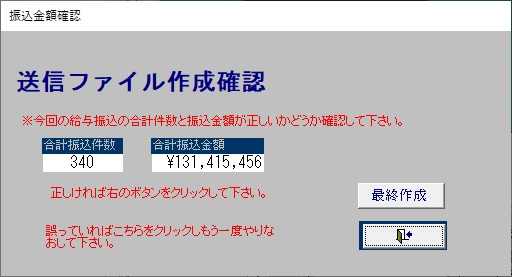 振込金額確認
送信ファイル作成確認
※今回の給与振込の合計件数と振込金額が正しいかどうか確認して下さい。
合計振込件数 合計振込金額
340 ¥131,415,456
正しければ右のボタンをクリックして下さい。 最終作成
誤っていればこちらをクリックしもう一度やりな
おして下さい。